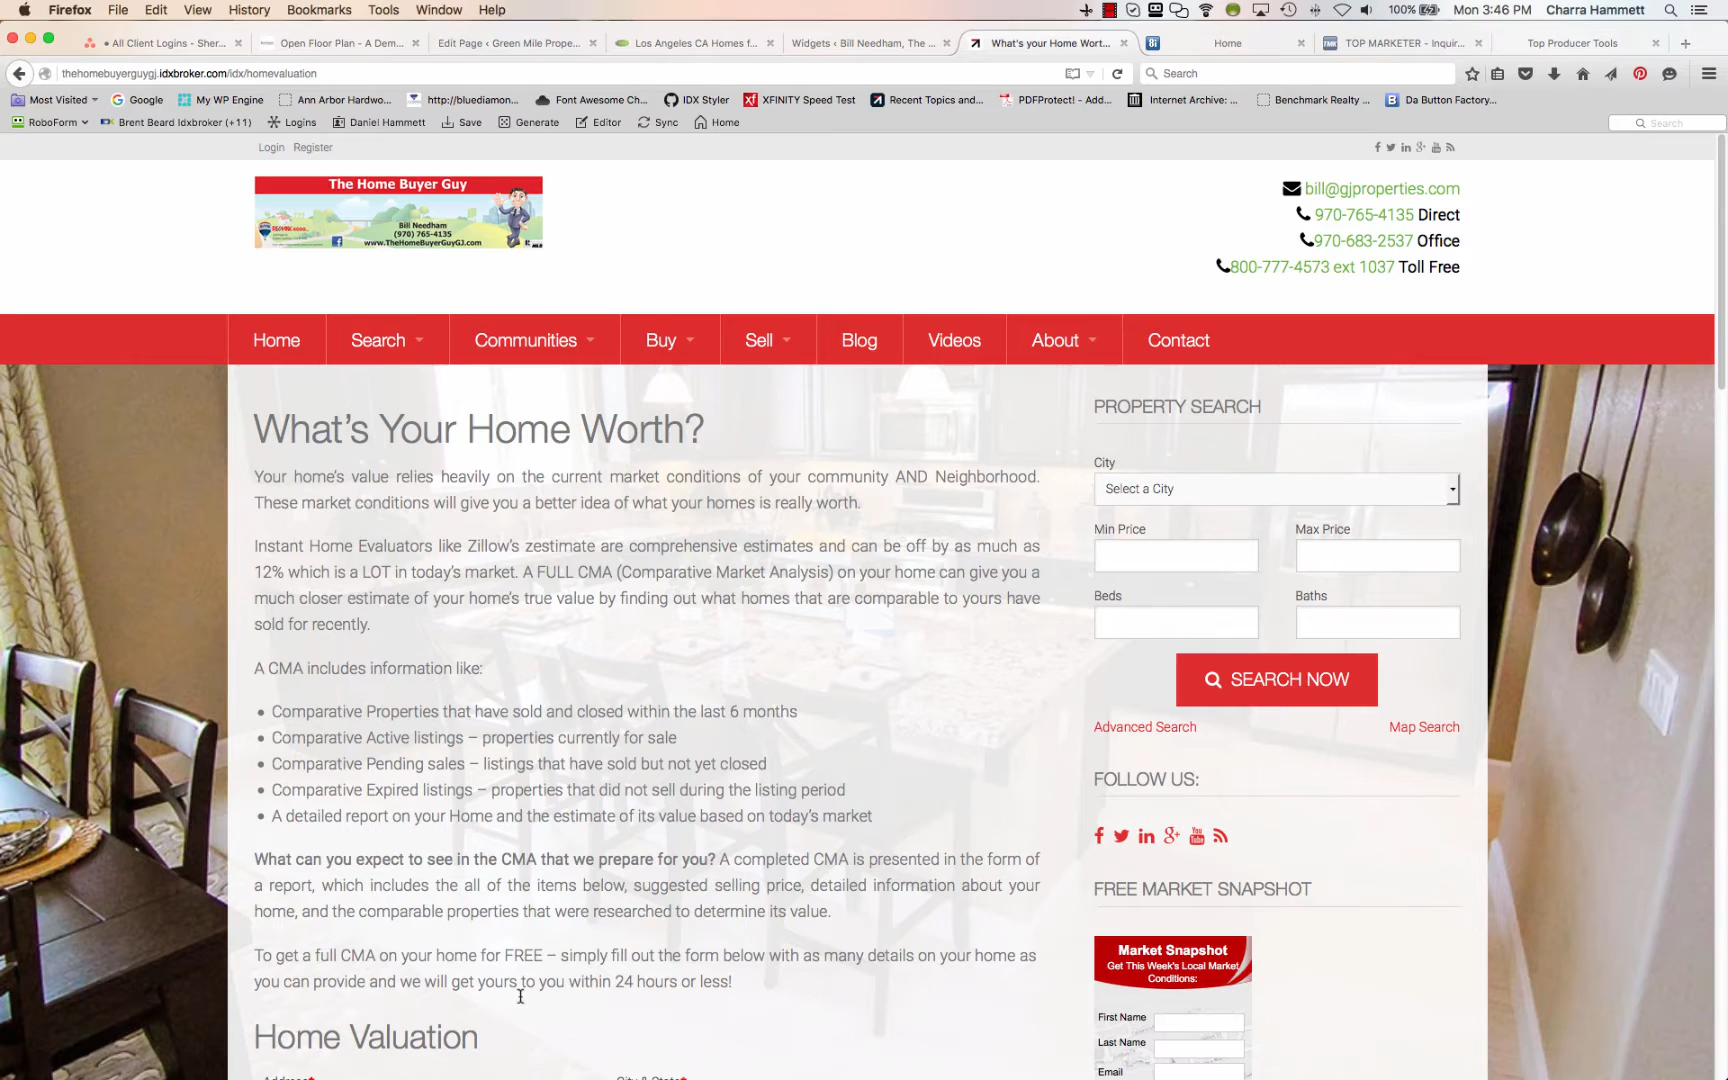 Firefox File Edit View History Bookmarks Tools Window Help 100% Mon 3:46 PM Charra Hammett
• All Client Logins - Sher... Open Floor Plan - A Dem... Edit Page ‹ Green Mile Prope... Los Angeles CA Homes f... Widgets ‹ Bill Needham, The ... What's your Home Wort... Home TOP MARKETER - Inquir... Top Producer Tools
thehomebuyerguygj.idxbroker.com/idx/homevaluation Search
Most Visited Google My WP Engine Ann Arbor Hardwo... http://bluediamon... Font Awesome Ch... IDX Styler XFINITY Speed Test Recent Topics and... PDFProtect! - Add... Internet Archive: ... Benchmark Realty ... Da Button Factory...
RoboForm Brent Beard Idxbroker (+11) Logins Daniel Hammett Save Generate Editor Sync Home Search
Login Register
The Home Buyer Guy
Bill Needham
(970) 765-4135
www.TheHomeBuyerGuyGJ.com
bill@gjproperties.com
970-765-4135 Direct
970-683-2537 Office
800-777-4573 ext 1037 Toll Free
Home Search Communities Buy Sell Blog Videos About Contact
What's Your Home Worth?
Your home's value relies heavily on the current market conditions of your community AND Neighborhood.
These market conditions will give you a better idea of what your homes is really worth.
Instant Home Evaluators like Zillow's zestimate are comprehensive estimates and can be off by as much as
12% which is a LOT in today's market. A FULL CMA (Comparative Market Analysis) on your home can give you a
much closer estimate of your home's true value by finding out what homes that are comparable to yours have
sold for recently.
A CMA includes information like:
• Comparative Properties that have sold and closed within the last 6 months
• Comparative Active listings – properties currently for sale
• Comparative Pending sales – listings that have sold but not yet closed
• Comparative Expired listings – properties that did not sell during the listing period
• A detailed report on your Home and the estimate of its value based on today's market
What can you expect to see in the CMA that we prepare for you? A completed CMA is presented in the form of
a report, which includes the all of the items below, suggested selling price, detailed information about your
home, and the comparable properties that were researched to determine its value.
To get a full CMA on your home for FREE – simply fill out the form below with as many details on your home as
you can provide and we will get yours to you within 24 hours or less!
Home Valuation
Address* City & State*
PROPERTY SEARCH
City
Select a City
Min Price Max Price
Beds Baths
SEARCH NOW
Advanced Search Map Search
FOLLOW US:
FREE MARKET SNAPSHOT
Market Snapshot
Get This Week's Local Market
Conditions:
First Name
Last Name
Email